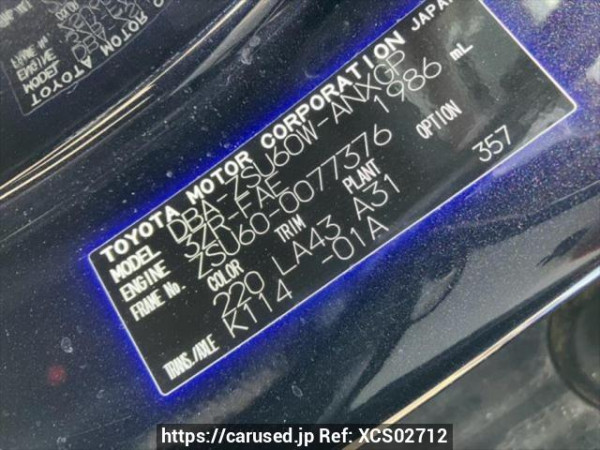 TOYOTA MOTOR CORPORATION JAPAN
MODEL DBA-ZSU60W-ANXGP
ENGINE 3ZR-FAE 1986 mL
FRAME No. ZSU60-0077376
COLOR TRIM PLANT OPTION
220 LA43 A31 357
TRANS./AXLE K114 -01A
https://carused.jp Ref: XCS02712